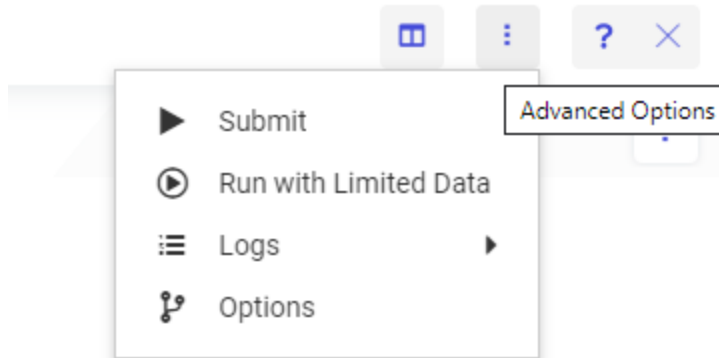 ?
Advanced Options
Submit
Run with Limited Data
Logs
Options